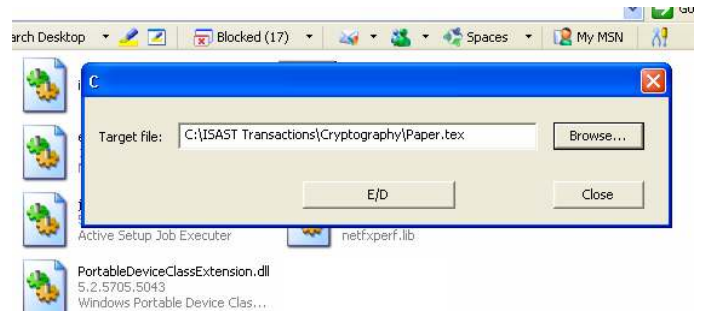 arch Desktop Blocked (17) Spaces My MSN
C
Target file: C:\ISAST Transactions\Cryptography\Paper.tex Browse...
E/D Close
Active Setup Job Executer netfxperf.lib
PortableDeviceClassExtension.dll
5.2.5705.5043
Windows Portable Device Clas...